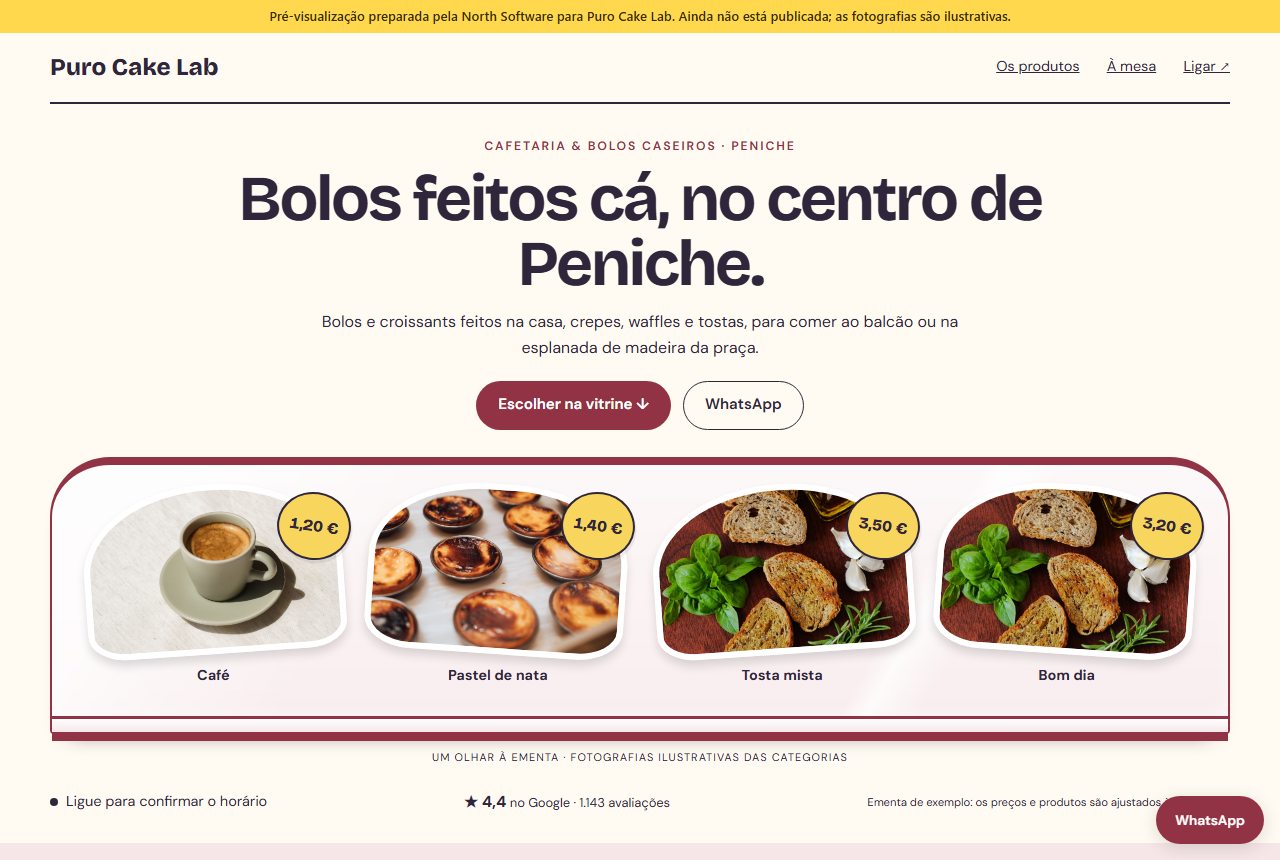 Pré-visualização preparada pela North Software para Puro Cake Lab. Ainda não está publicada; as fotografias são ilustrativas.
Puro Cake Lab
Os produtos
À mesa
Ligar ↗
CAFETARIA & BOLOS CASEIROS · PENICHE
Bolos feitos cá, no centro de
Peniche.
Bolos e croissants feitos na casa, crepes, waffles e tostas, para comer ao balcão ou na
esplanada de madeira da praça.
Escolher na vitrine ↓
WhatsApp
1,20 €
1,40 €
3,50 €
3,20 €
Café
Pastel de nata
Tosta mista
Bom dia
UM OLHAR À EMENTA · FOTOGRAFIAS ILUSTRATIVAS DAS CATEGORIAS
Ligue para confirmar o horário
★ 4,4 no Google · 1.143 avaliações
Ementa de exemplo: os preços e produtos são ajustados
WhatsApp